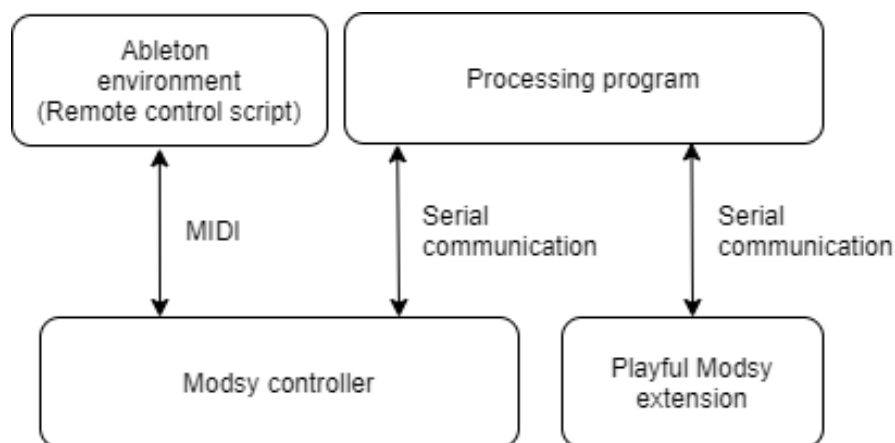 Ableton
environment
(Remote control script)
Processing program
MIDI
Serial
communication
Serial
communication
Modsy controller
Playful Modsy
extension